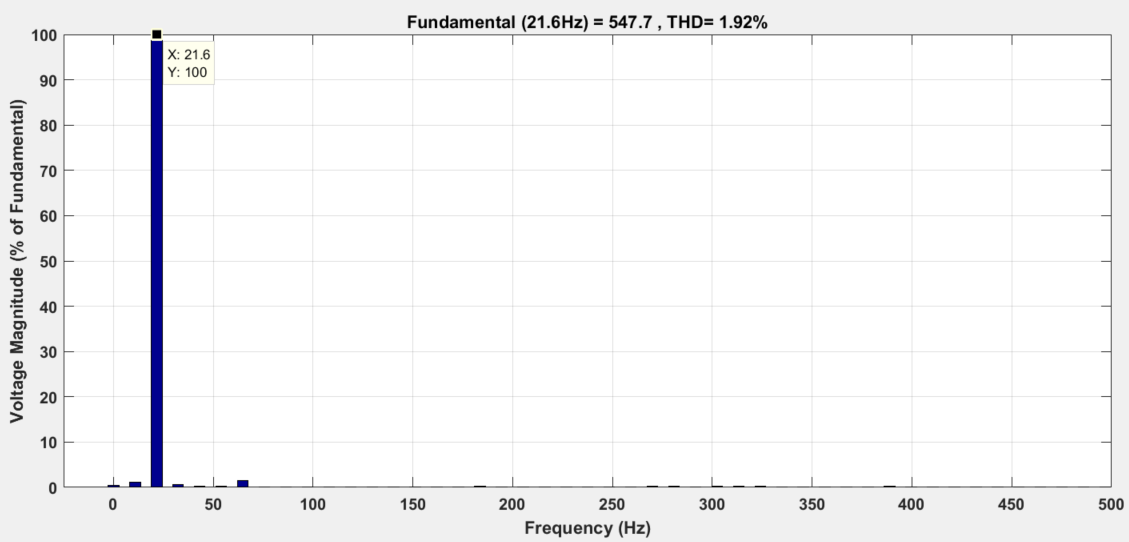 Fundamental (21.6Hz) = 547.7 , THD= 1.92%
100
90
80
70
60
50
40
30
20
10
0
X: 21.6
Y: 100
Voltage Magnitude (% of Fundamental)
0 50 100 150 200 250 300 350 400 450 500
Frequency (Hz)